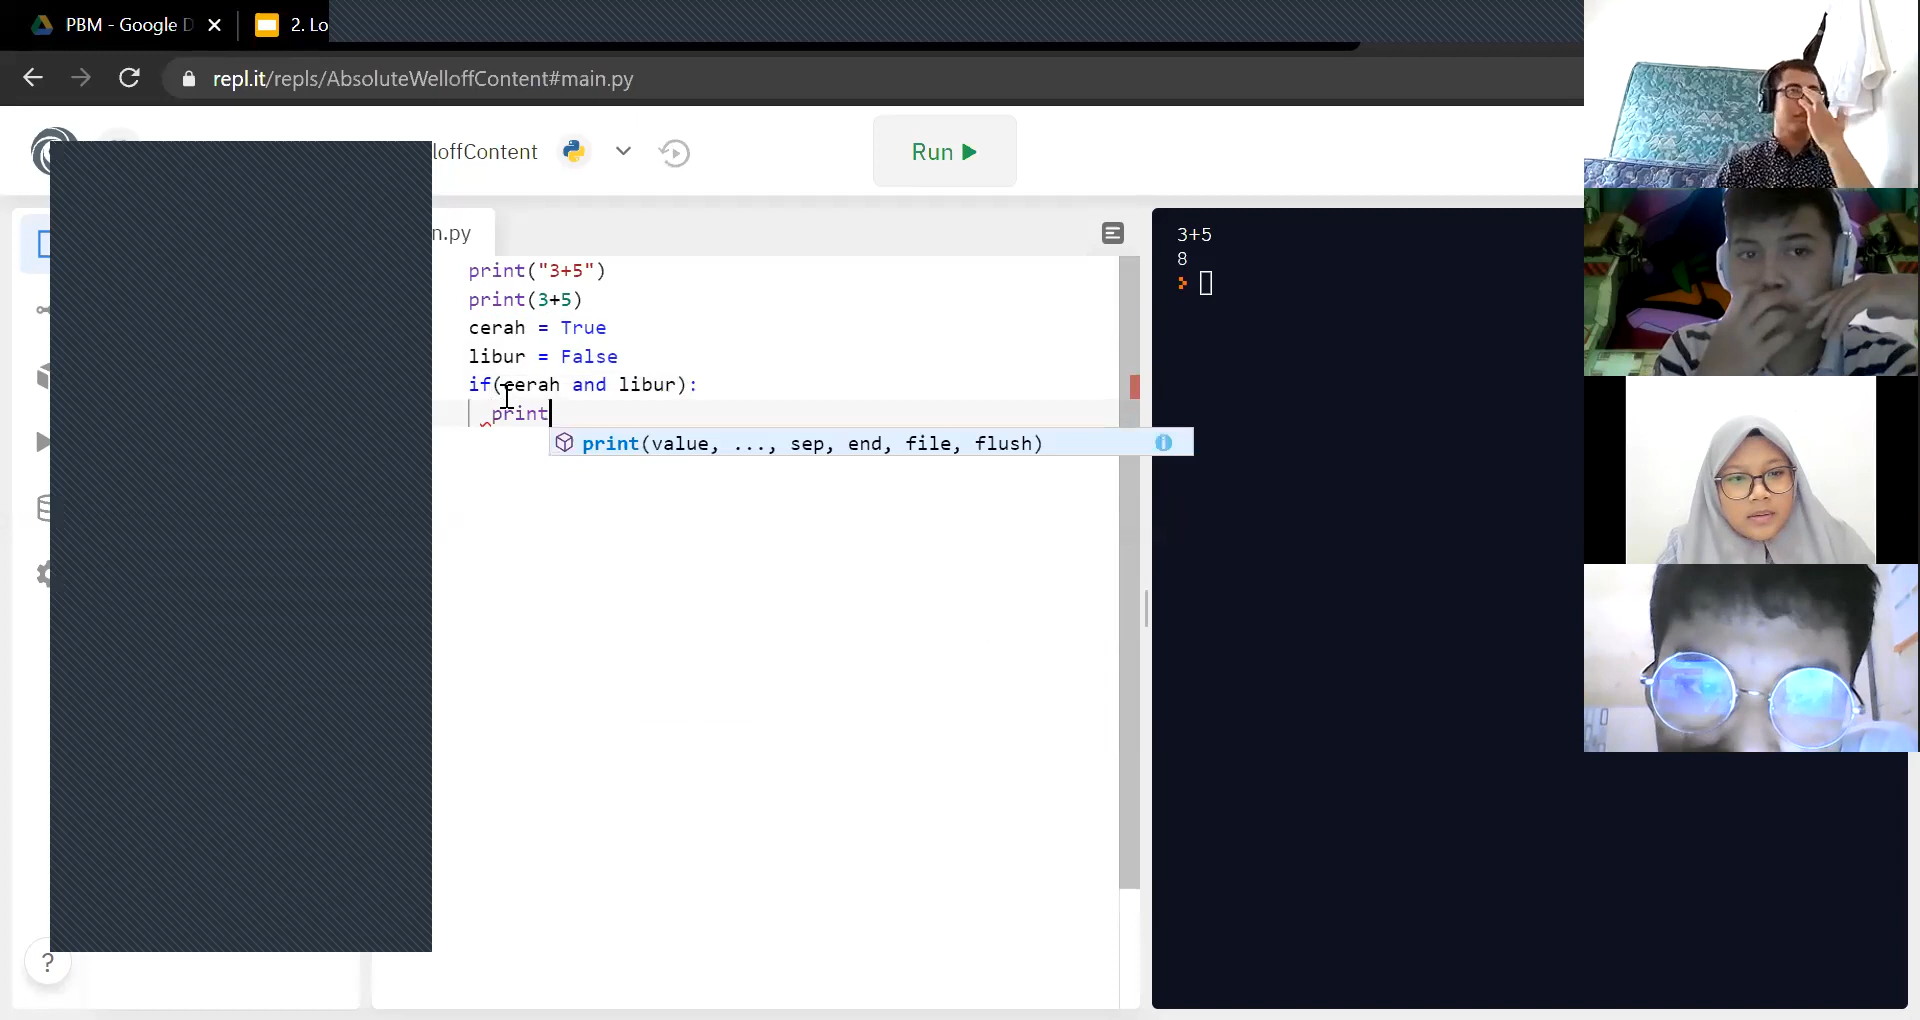 PBM - Google D
2. Lo
repl.it/repls/AbsoluteWelloffContent#main.py
loffContent
Run
n.py
print("3+5")
print(3+5)
cerah = True
libur = False
if(cerah and libur):
print
print(value, ..., sep, end, file, flush)
3+5
8
?